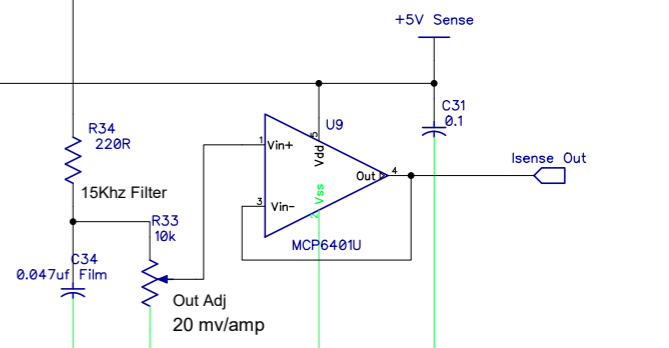 +5V Sense
C31
0.1
U9
R34
220R
1
Vin+
5
Vdd
Isense Out
Out
4
15Khz Filter
3
Vin-
2
Vss
R33
10k
MCP6401U
C34
0.047uf Film
Out Adj
20 mv/amp